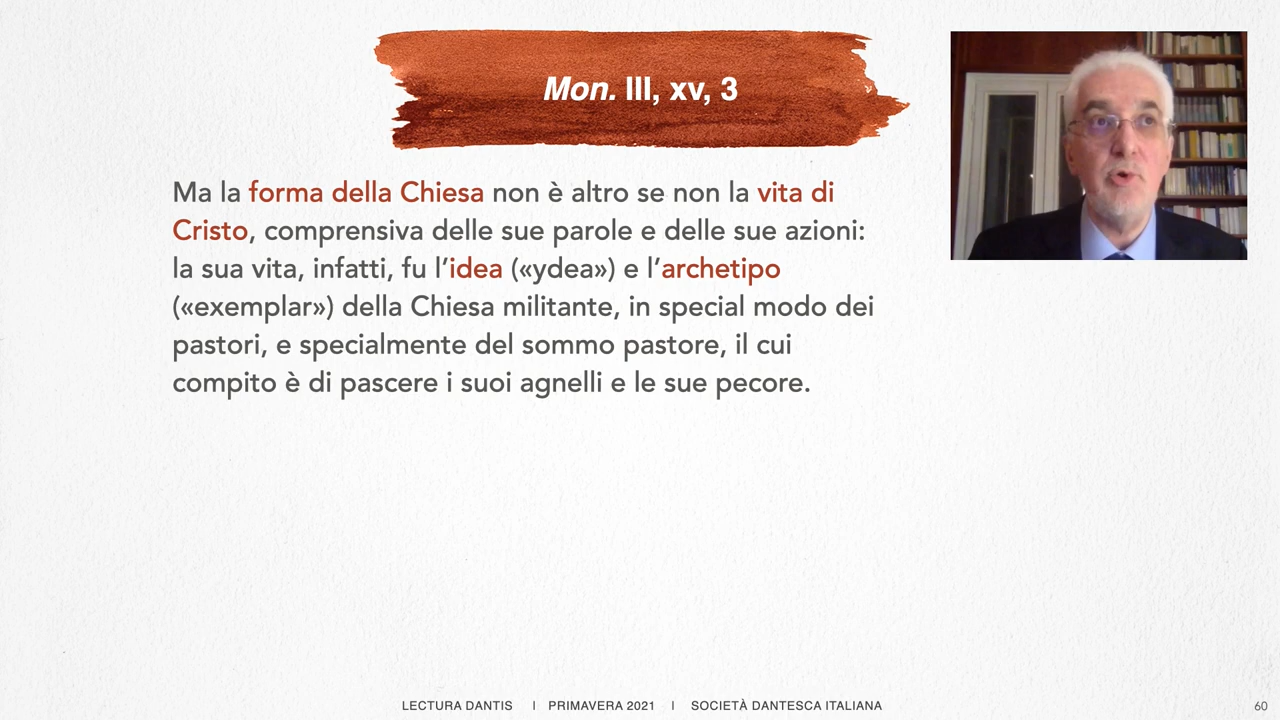 Mon. III, xv, 3
Ma la forma della Chiesa non è altro se non la vita di
Cristo, comprensiva delle sue parole e delle sue azioni:
la sua vita, infatti, fu l’idea («ydea») e l’archetipo
(«exemplar») della Chiesa militante, in special modo dei
pastori, e specialmente del sommo pastore, il cui
compito è di pascere i suoi agnelli e le sue pecore.
LECTURA DANTIS I PRIMAVERA 2021 I SOCIETÀ DANTESCA ITALIANA
60